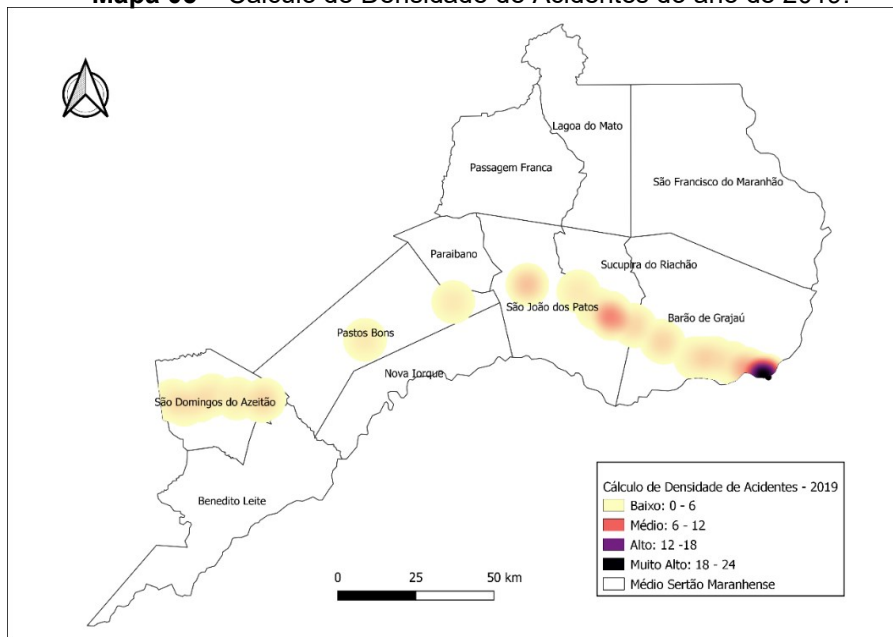 Mapa – Cálculo de Densidade de Acidentes do ano de 2019.
Lagoa do Mato
Passagem Franca
São Francisco do Maranhão
Paraibano
Sucupira do Riachão
São João dos Patos
Barão de Grajaú
Pastos Bons
Nova Iorque
São Domingos do Azeitão
Benedito Leite
Cálculo de Densidade de Acidentes - 2019
Baixo: 0 - 6
Médio: 6 - 12
Alto: 12 -18
Muito Alto: 18 - 24
Médio Sertão Maranhense
0 25 50 km